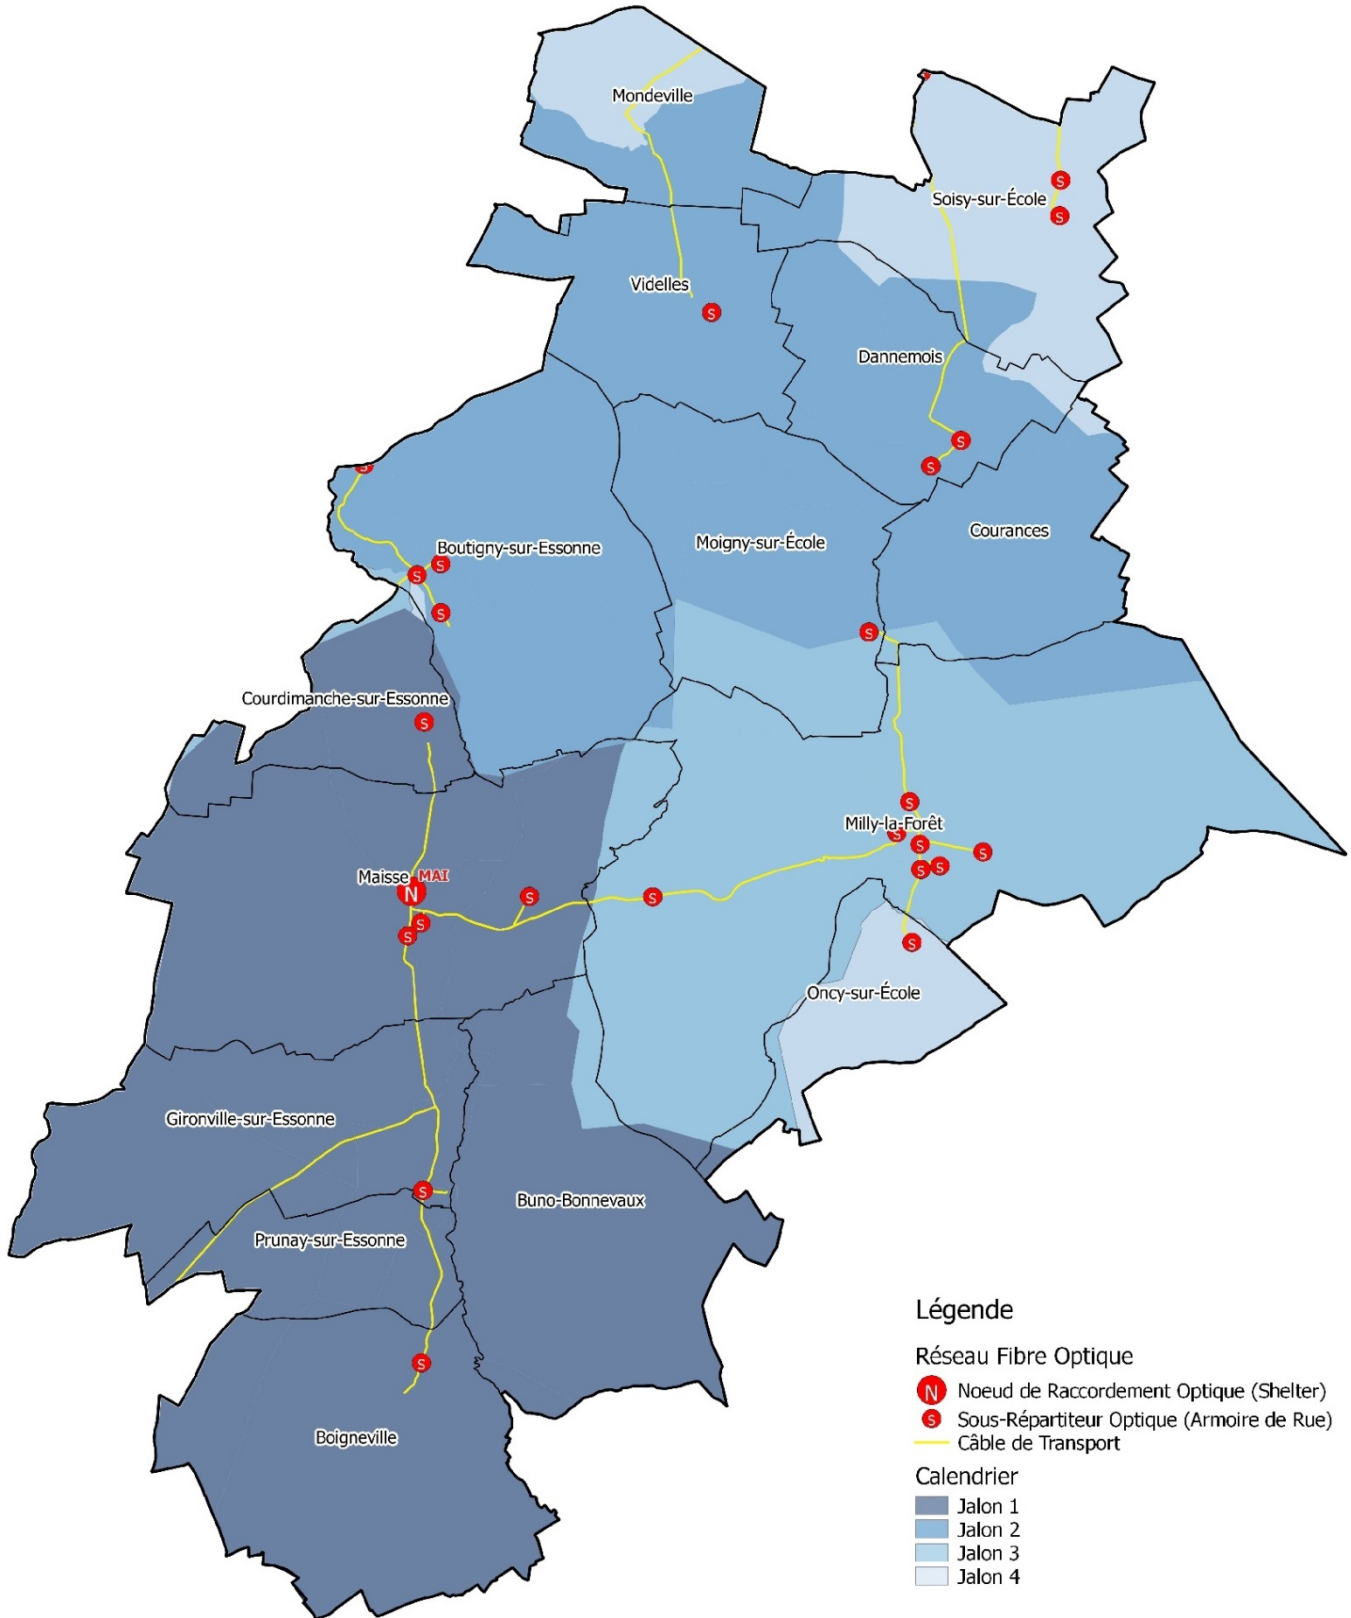 Mondeville
Soisy-sur-École
S
S
Videlles
S
Dannemois
S
S
S
Courances
Moigny-sur-École
Boutigny-sur-Essonne
S
S
S
S
Courdimanche-sur-Essonne
S
S
Milly-la-Forêt
S
S
S
S
S
Maisse MAI
N
S
S
S
S
S
Oncy-sur-École
Gironville-sur-Essonne
S
Buno-Bonnevaux
Prunay-sur-Essonne
S
Boigneville
Légende
Réseau Fibre Optique
N Noeud de Raccordement Optique (Shelter)
S Sous-Répartiteur Optique (Armoire de Rue)
Câble de Transport
Calendrier
Jalon 1
Jalon 2
Jalon 3
Jalon 4